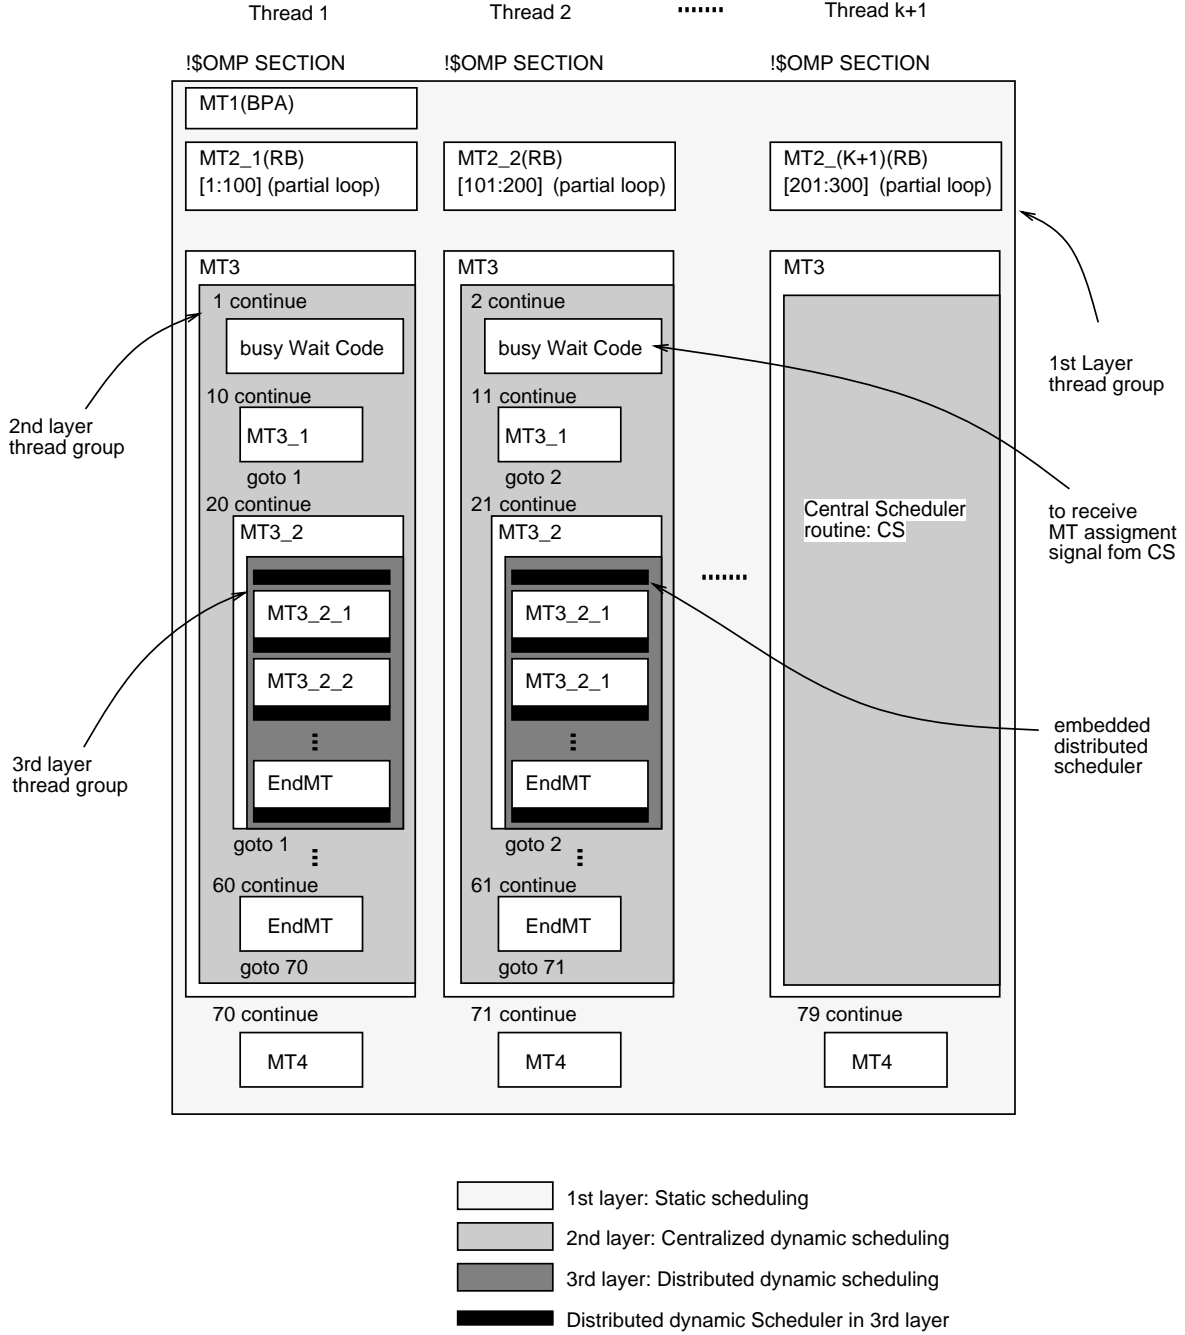 Thread 1
Thread 2
Thread k+1
!$OMP SECTION
!$OMP SECTION
!$OMP SECTION
MT1(BPA)
MT2_1(RB)
[1:100] (partial loop)
MT2_2(RB)
[101:200] (partial loop)
MT2_(K+1)(RB)
[201:300] (partial loop)
MT3
1 continue
busy Wait Code
10 continue
MT3_1
goto 1
20 continue
MT3_2
MT3_2_1
MT3_2_2
EndMT
goto 1
60 continue
EndMT
goto 70
70 continue
MT4
MT3
2 continue
busy Wait Code
11 continue
MT3_1
goto 2
21 continue
MT3_2
MT3_2_1
MT3_2_1
EndMT
goto 2
61 continue
EndMT
goto 71
71 continue
MT4
MT3
Central Scheduler
routine: CS
79 continue
MT4
2nd layer
thread group
3rd layer
thread group
1st Layer
thread group
to receive
MT assigment
signal fom CS
embedded
distributed
scheduler
1st layer: Static scheduling
2nd layer: Centralized dynamic scheduling
3rd layer: Distributed dynamic scheduling
Distributed dynamic Scheduler in 3rd layer